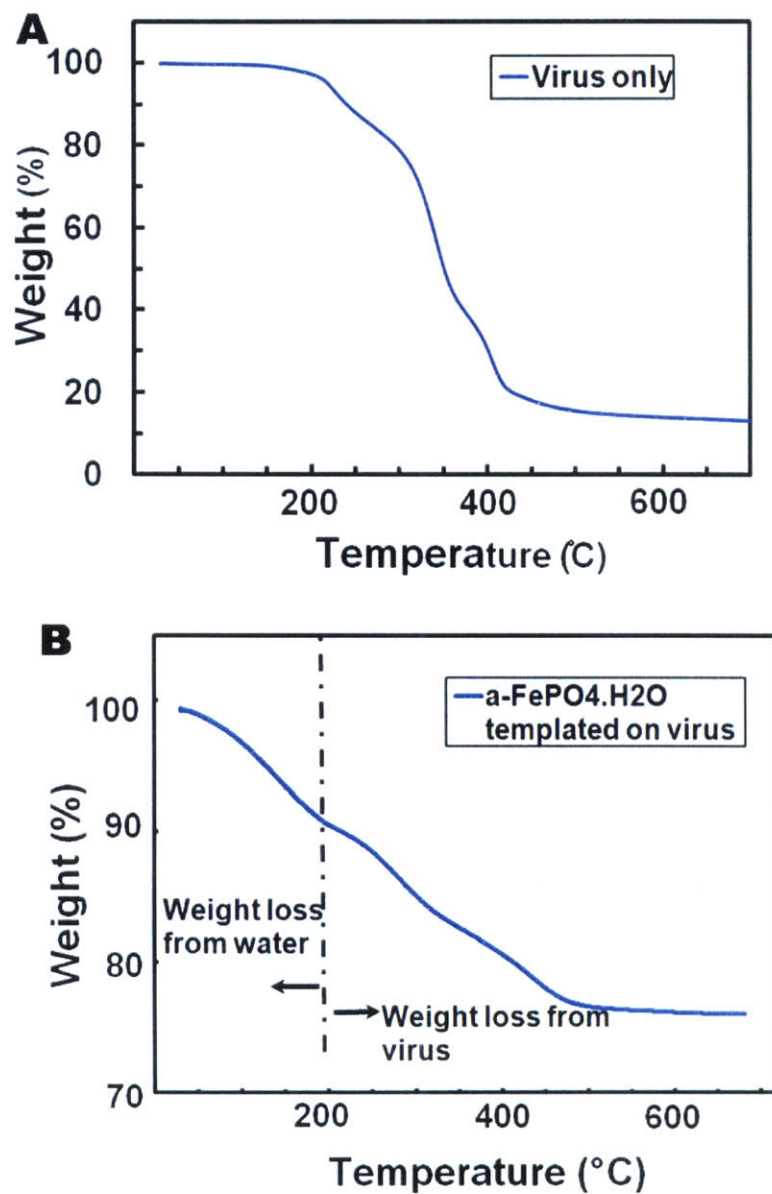 A
Virus only
100
80
60
40
20
0
Weight (%)
200
400
600
Temperature (°C)
B
a-FePO4.H2O
templated on virus
100
90
80
70
Weight (%)
Weight loss
from water
Weight loss from
virus
200
400
600
Temperature (°C)